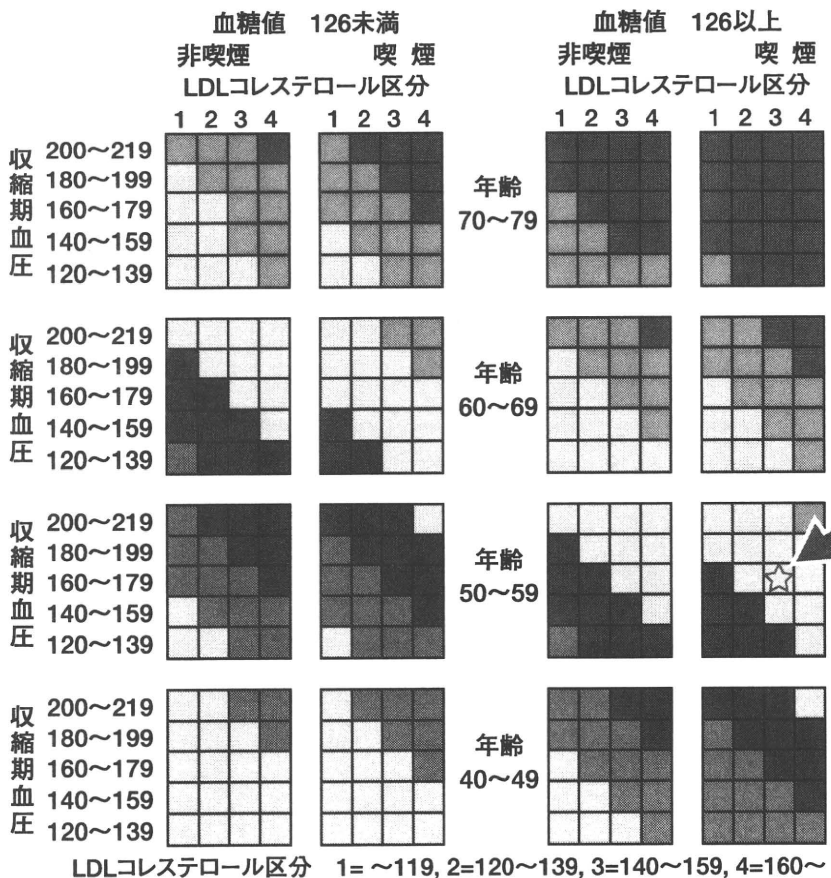 血糖値 126未満 血糖値 126以上
非喫煙 喫 煙 非喫煙 喫 煙
LDLコレステロール区分 LDLコレステロール区分
1 2 3 4 1 2 3 4 1 2 3 4 1 2 3 4
収縮期血圧
200〜219
180〜199
160〜179
140〜159
120〜139
年齢
70〜79
収縮期血圧
200〜219
180〜199
160〜179
140〜159
120〜139
年齢
60〜69
収縮期血圧
200〜219
180〜199
160〜179
140〜159
120〜139
年齢
50〜59
収縮期血圧
200〜219
180〜199
160〜179
140〜159
120〜139
年齢
40〜49
LDLコレステロール区分 1= 〜119, 2=120〜139, 3=140〜159, 4=160〜